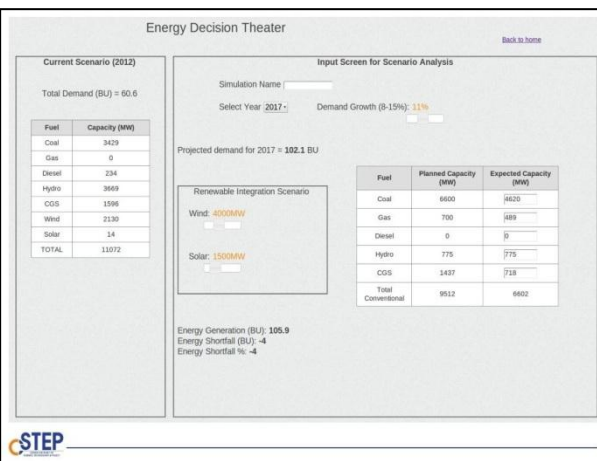 Energy Decision Theater
Back to home
Current Scenario (2012)
Total Demand (BU) = 60.6
Fuel Capacity (MW)
Coal 3429
Gas 0
Diesel 234
Hydro 3669
CGS 1596
Wind 2130
Solar 14
TOTAL 11072
Input Screen for Scenario Analysis
Simulation Name
Select Year 2017 Demand Growth (8-15%): 11%
Projected demand for 2017 = 102.1 BU
Renewable Integration Scenario
Wind: 4000MW
Solar: 1500MW
Fuel Planned Capacity (MW) Expected Capacity (MW)
Coal 6600 4620
Gas 700 489
Diesel 0 0
Hydro 775 775
CGS 1437 718
Total Conventional 9512 6602
Energy Generation (BU): 105.9
Energy Shortfall (BU): -4
Energy Shortfall %: -4
CSTEP